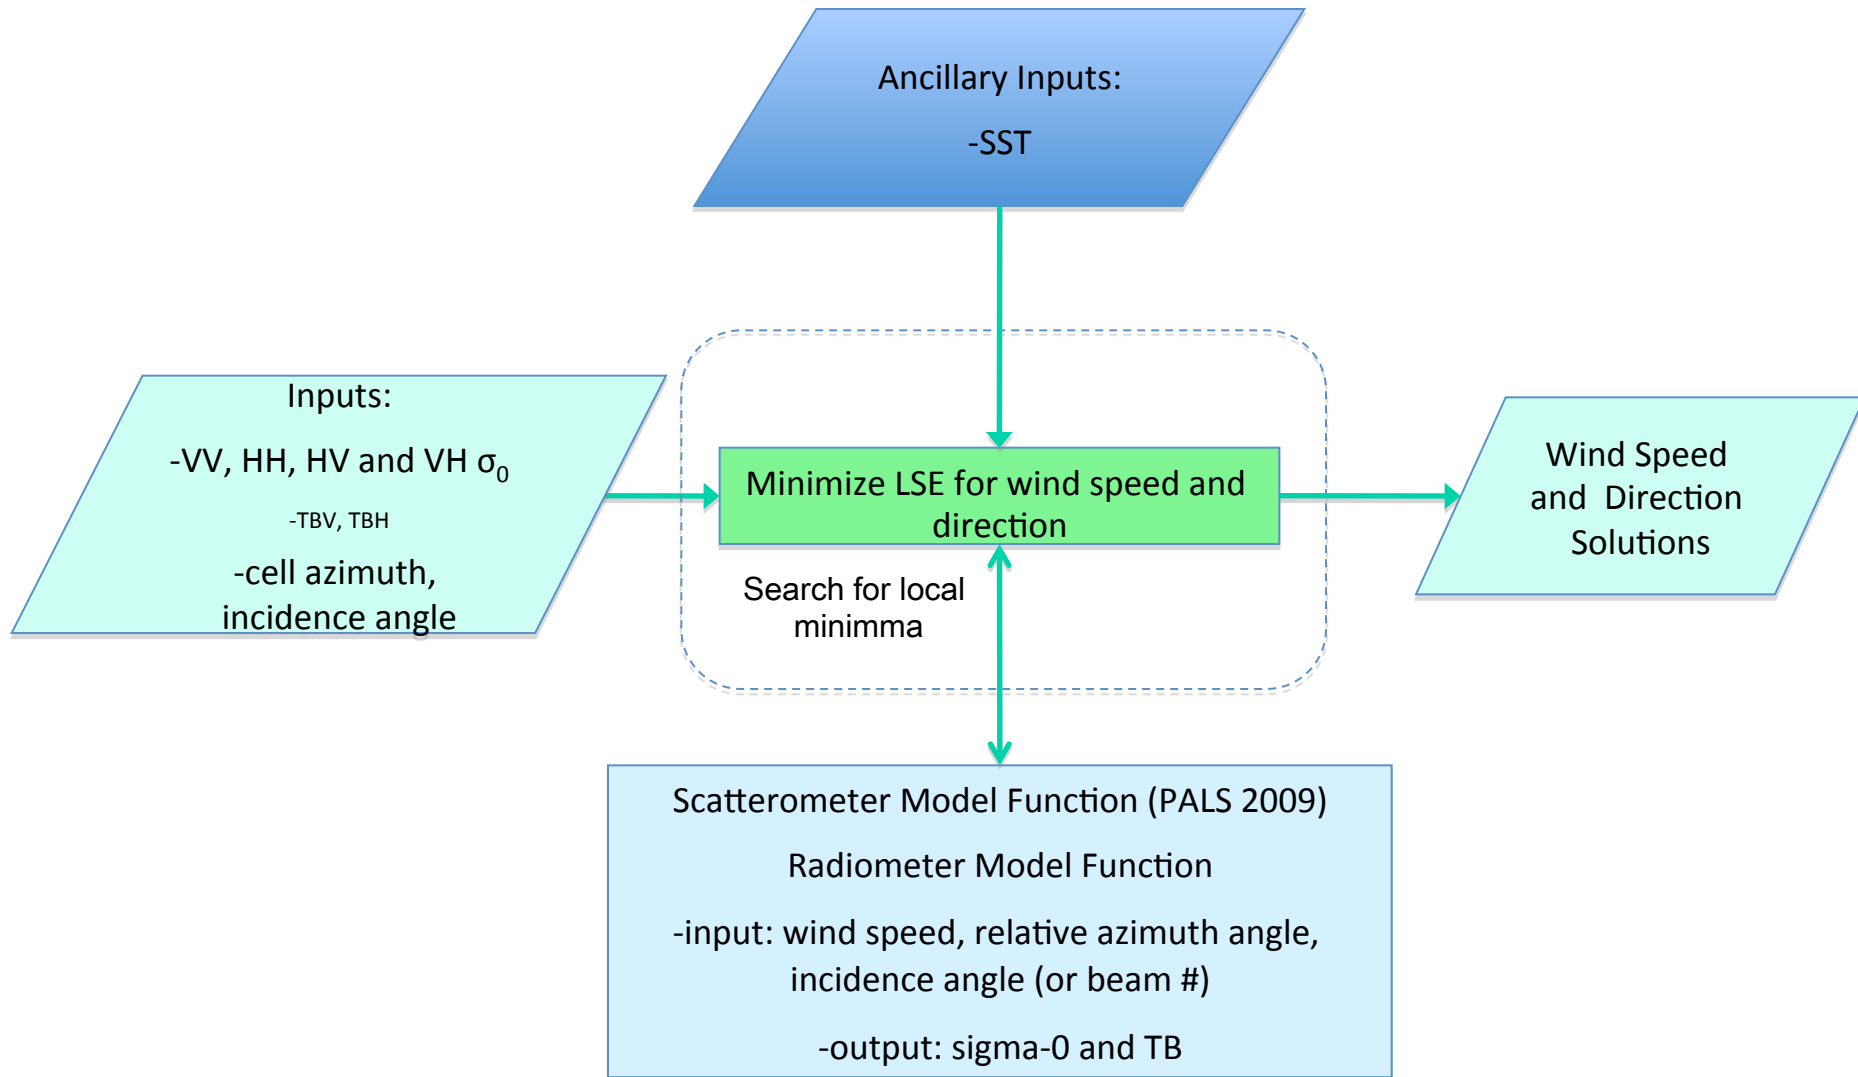 Ancillary Inputs:
-SST
Inputs:
-VV, HH, HV and VH σ0
-TBV, TBH
-cell azimuth,
incidence angle
Minimize LSE for wind speed and
direction
Search for local
minimma
Wind Speed
and Direction
Solutions
Scatterometer Model Function (PALS 2009)
Radiometer Model Function
-input: wind speed, relative azimuth angle,
incidence angle (or beam #)
-output: sigma-0 and TB